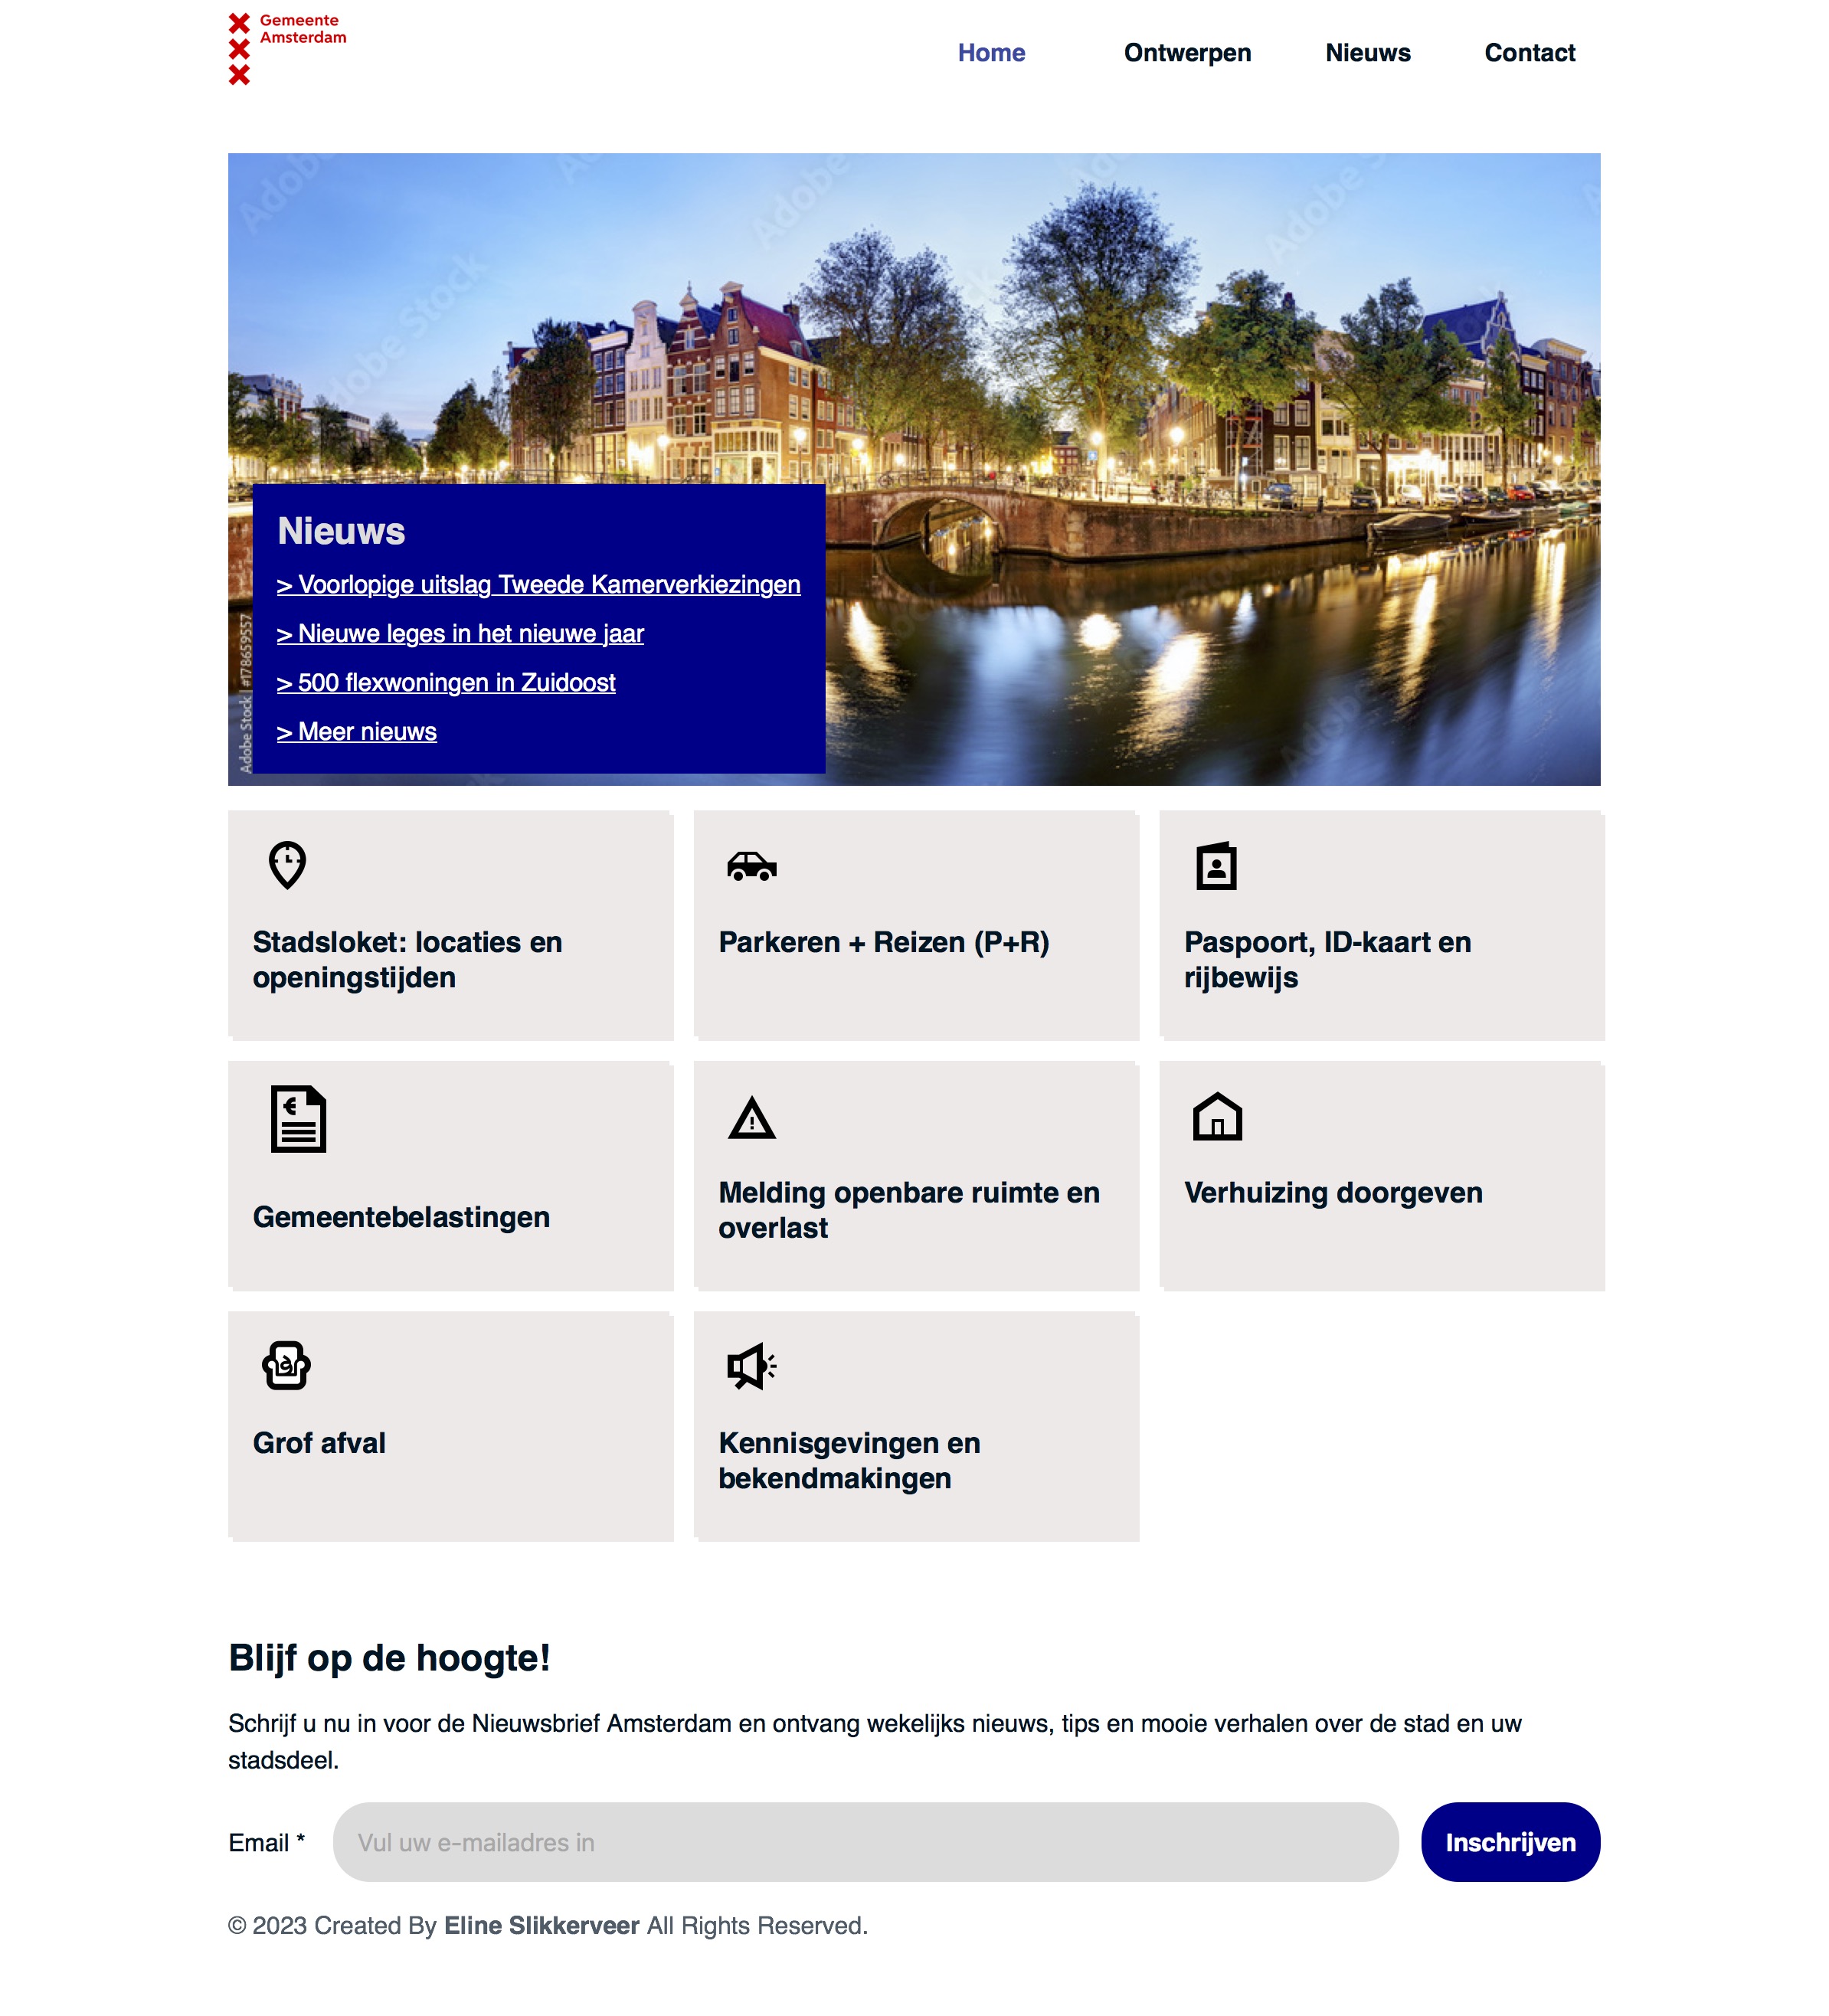 Gemeente
Amsterdam
Home
Ontwerpen
Nieuws
Contact
Adobe Stock
Adobe Stock | #178659557
Nieuws
> Voorlopige uitslag Tweede Kamerverkiezingen
> Nieuwe leges in het nieuwe jaar
> 500 flexwoningen in Zuidoost
> Meer nieuws
Stadsloket: locaties en
openingstijden
Parkeren + Reizen (P+R)
Paspoort, ID-kaart en
rijbewijs
Gemeentebelastingen
Melding openbare ruimte en
overlast
Verhuizing doorgeven
Grof afval
Kennisgevingen en
bekendmakingen
Blijf op de hoogte!
Schrijf u nu in voor de Nieuwsbrief Amsterdam en ontvang wekelijks nieuws, tips en mooie verhalen over de stad en uw
stadsdeel.
Email *
Vul uw e-mailadres in
Inschrijven
© 2023 Created By Eline Slikkerveer All Rights Reserved.